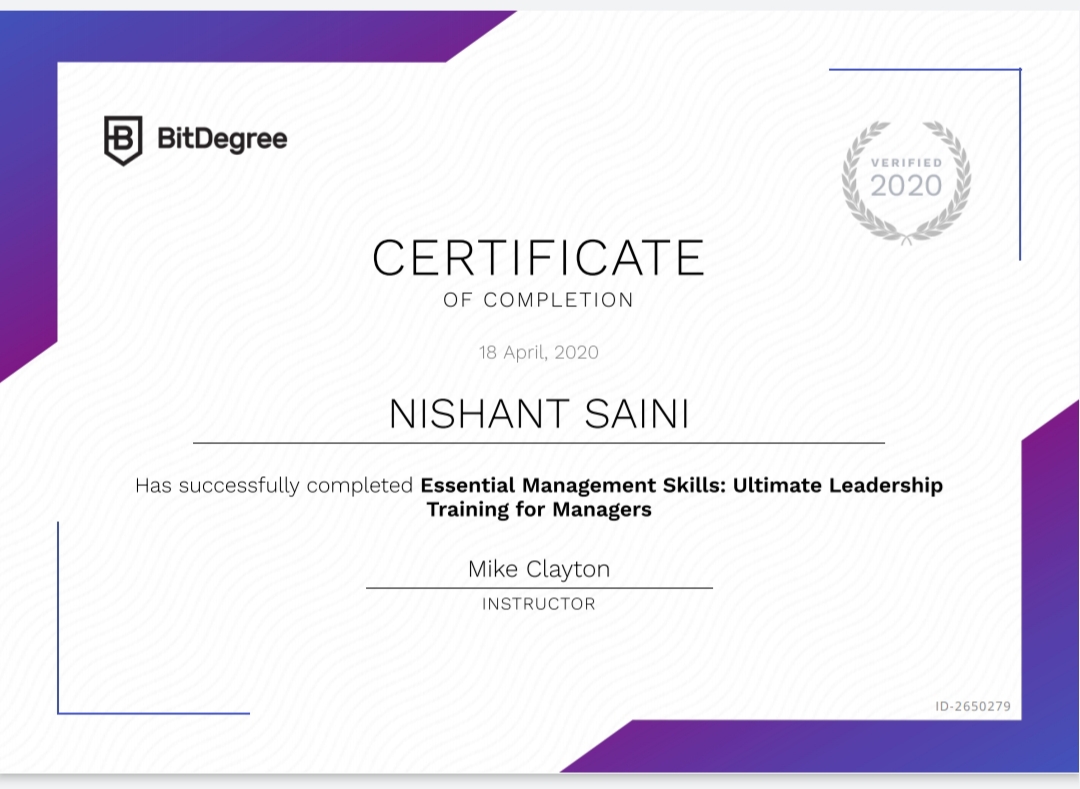 BitDegree
VERIFIED
2020
CERTIFICATE
OF COMPLETION
18 April, 2020
NISHANT SAINI
Has successfully completed Essential Management Skills: Ultimate Leadership
Training for Managers
Mike Clayton
INSTRUCTOR
ID-2650279